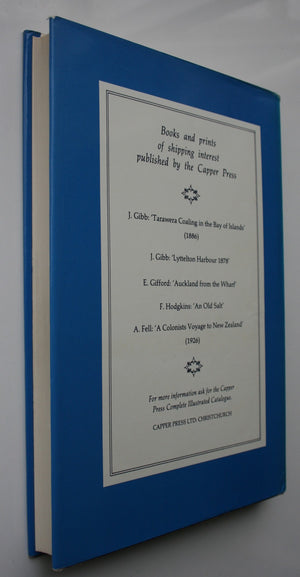 Books and prints
of shipping interest
published by the Capper Press
J. Gibb: 'Tarawera Coaling in the Bay of Islands'
(1886)
J. Gibb: 'Lyttelton Harbour 1879'
E. Gifford: 'Auckland from the Wharf'
F. Hodgkins: 'An Old Salt'
A. Fell: 'A Colonists Voyage to New Zealand'
(1926)
For more information ask for the Capper
Press Complete Illustrated Catalogue.
CAPPER PRESS LTD. CHRISTCHURCH